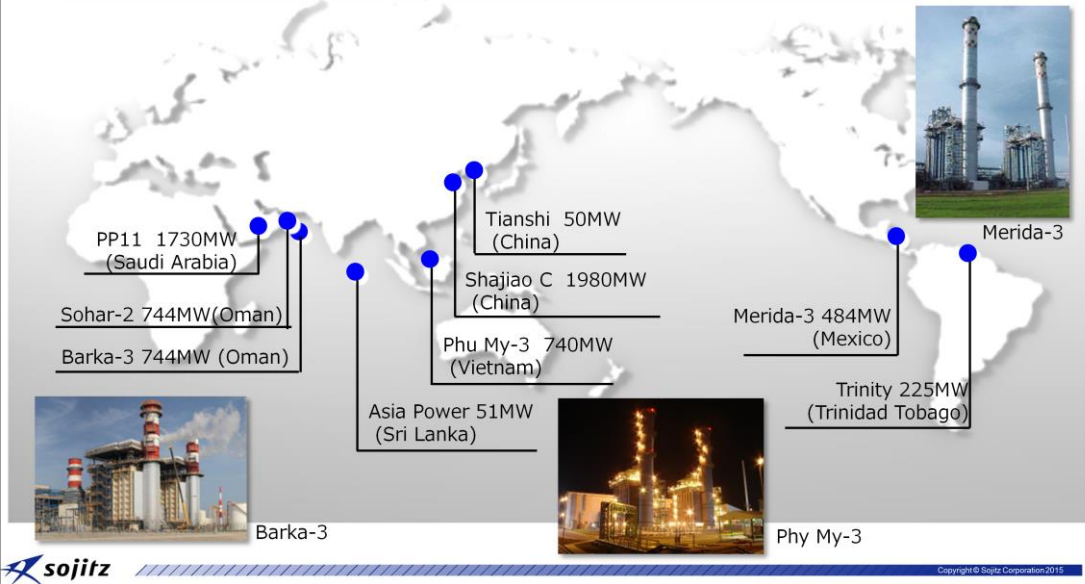 Merida-3
Tianshi 50MW
(China)
PP11 1730MW
(Saudi Arabia)
Shajiao C 1980MW
(China)
Sohar-2 744MW(Oman)
Merida-3 484MW
(Mexico)
Barka-3 744MW (Oman)
Phu My-3 740MW
(Vietnam)
Trinity 225MW
(Trinidad Tobago)
Asia Power 51MW
(Sri Lanka)
Barka-3
Phy My-3
sojitz
Copyright © Sojitz Corporation 2015